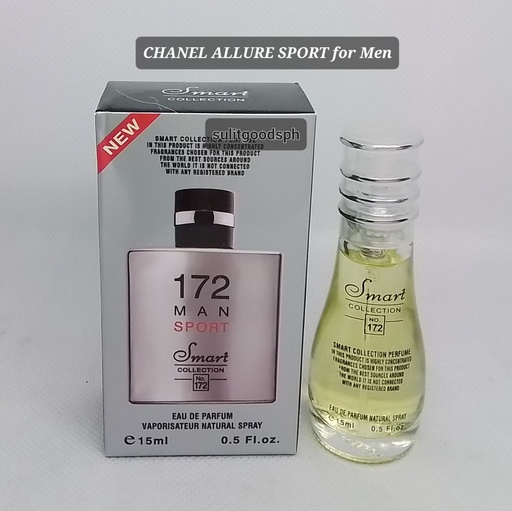 CHANEL ALLURE SPORT for Men
Smart
COLLECTION
sulitgoodsph
NEW
SMART COLLECTION
IN THIS PRODUCT IS HIGHLY CONCENTRATED
FRAGRANCES CHOSEN FOR THIS PRODUCT
FROM THE BEST SOURCES AROUND
THE WORLD IT IS NOT CONNECTED
WITH ANY REGISTERED BRAND
172
MAN
SPORT
Smart
COLLECTION
No.
172
EAU DE PARFUM
VAPORISATEUR NATURAL SPRAY
e 15ml 0.5 Fl.oz.
Smart
COLLECTION
NO.
172
SMART COLLECTION PERFUME
IN THIS PRODUCT IS HIGHLY CONCENTRATED
FRAGRANCES CHOSEN FOR THIS PRODUCT
FROM THE BEST SOURCES AROUND
THE WORLD IT IS NOT CONNECTED
WITH ANY REGISTERED BRAND
EAU DE PARFUM NATURAL SPRAY
e 15ml 0.5 Fl.oz.